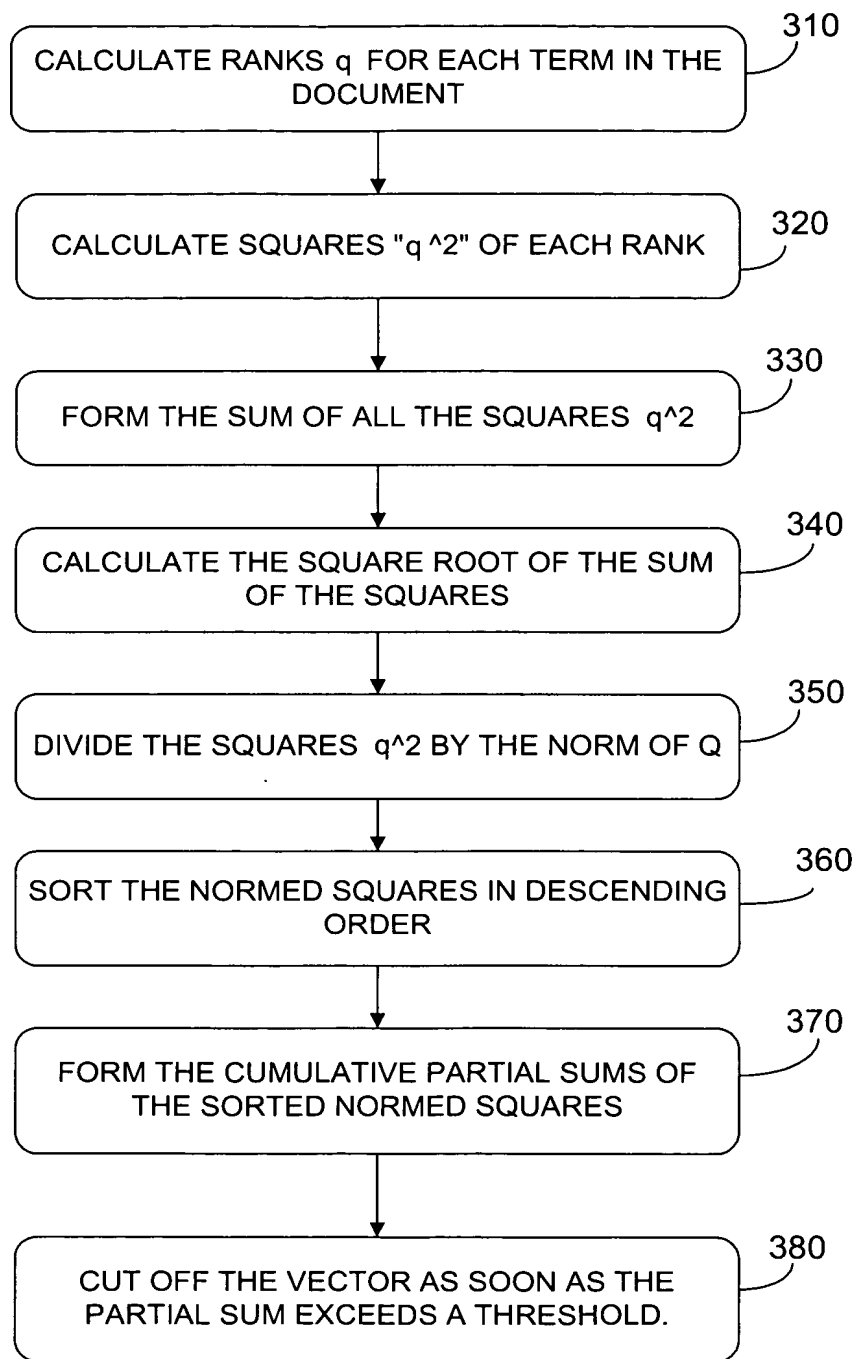 310
CALCULATE RANKS q FOR EACH TERM IN THE
DOCUMENT
320
CALCULATE SQUARES "q ^2" OF EACH RANK
330
FORM THE SUM OF ALL THE SQUARES q^2
340
CALCULATE THE SQUARE ROOT OF THE SUM
OF THE SQUARES
350
DIVIDE THE SQUARES q^2 BY THE NORM OF Q
360
SORT THE NORMED SQUARES IN DESCENDING
ORDER
370
FORM THE CUMULATIVE PARTIAL SUMS OF
THE SORTED NORMED SQUARES
380
CUT OFF THE VECTOR AS SOON AS THE
PARTIAL SUM EXCEEDS A THRESHOLD.